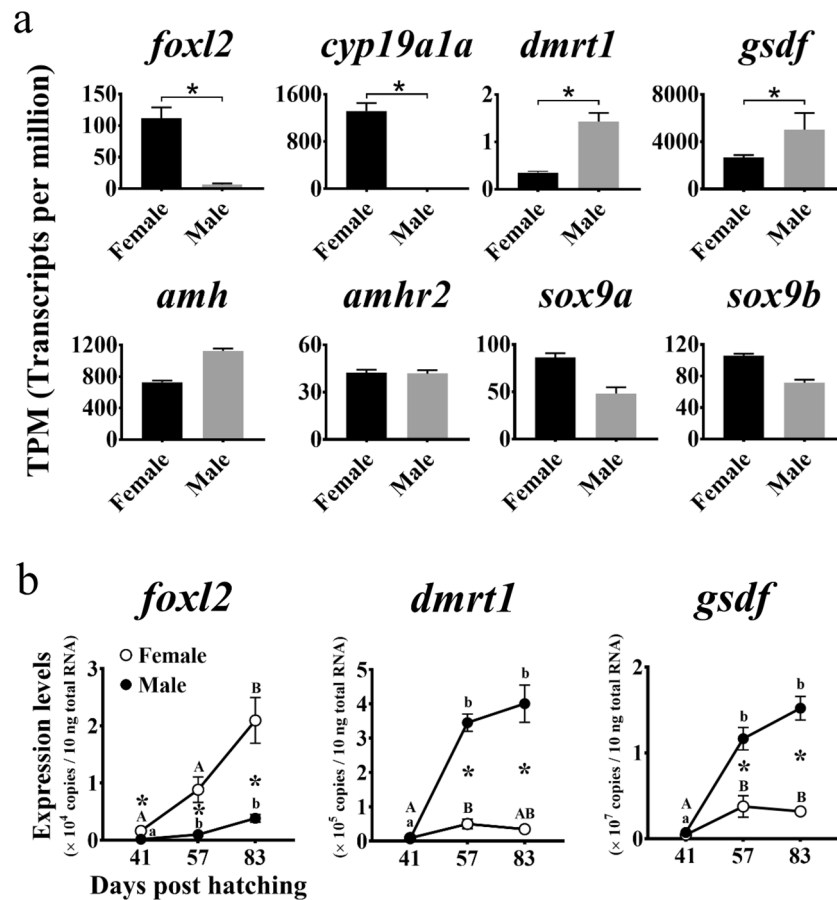 a
foxl2 cyp19a1a dmrt1 gsdf
TPM (Transcripts per million)
150
125
100
75
50
25
0
*
Female Male
1600
1200
800
400
0
*
Female Male
2
1
0
*
Female Male
8000
4000
0
*
Female Male
amh amhr2 sox9a sox9b
1200
800
400
0
Female Male
60
30
0
Female Male
100
50
0
Female Male
120
80
40
0
Female Male
b
foxl2 dmrt1 gsdf
Expression levels
(× 10⁴ copies / 10 ng total RNA)
Female
Male
3
2
1
0
A
a
*
A
b
*
B
b
*
41 57 83
Days post hatching
(× 10⁵ copies / 10 ng total RNA)
5
4
3
2
1
0
A
a
b
*
B
b
*
AB
41 57 83
(× 10⁷ copies / 10 ng total RNA)
2
1
0
A
a
b
*
B
b
*
B
41 57 83